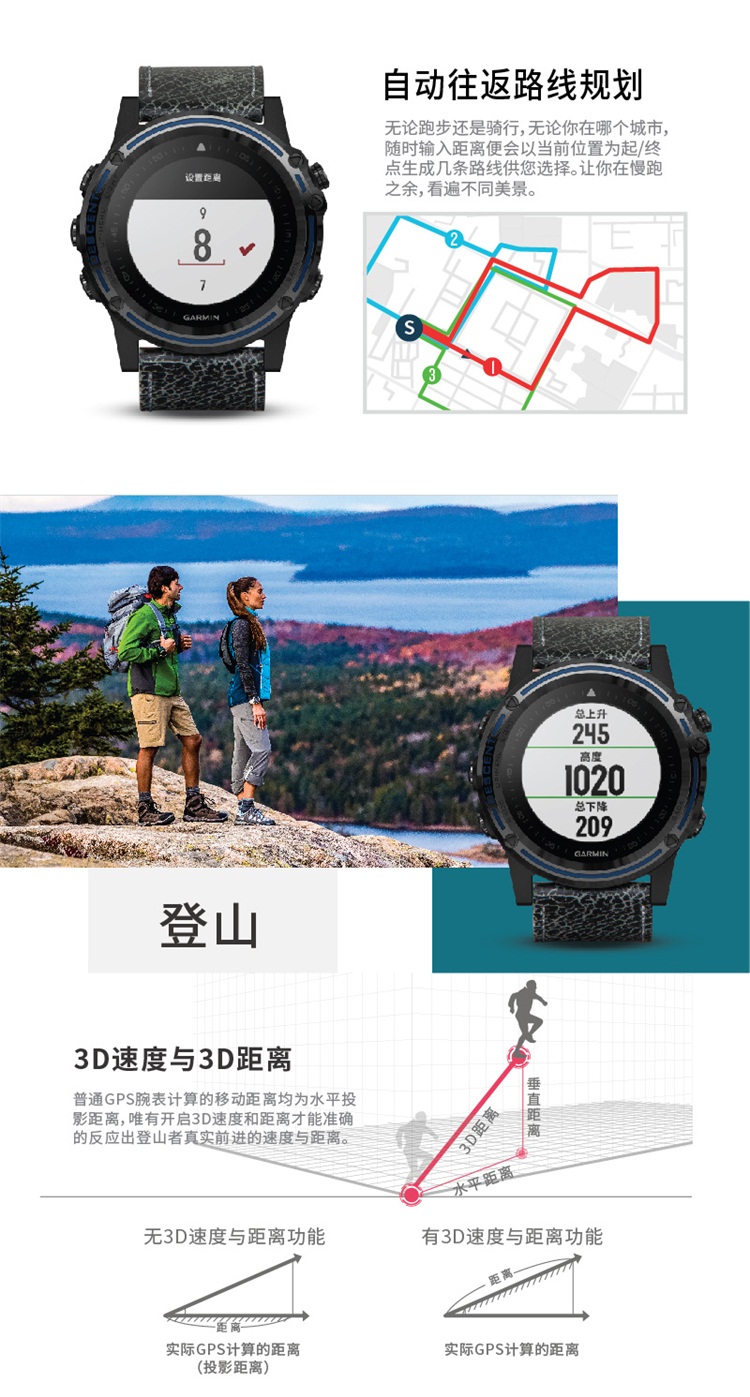 自动往返路线规划
无论跑步还是骑行，无论你在哪个城市，
随时输入距离便会以当前位置为起/终
点生成几条路线供您选择。让你在慢跑
之余，看遍不同美景。
设置距离
9
8
7
GARMIN
2
S
1
3
总上升
245
高度
1020
总下降
209
GARMIN
登山
3D速度与3D距离
普通GPS腕表计算的移动距离均为水平投
影距离，唯有开启3D速度和距离才能准确
的反应出登山者真实前进的速度与距离。
3D距离
垂直距离
水平距离
无3D速度与距离功能
距离
实际GPS计算的距离
（投影距离）
有3D速度与距离功能
距离
实际GPS计算的距离